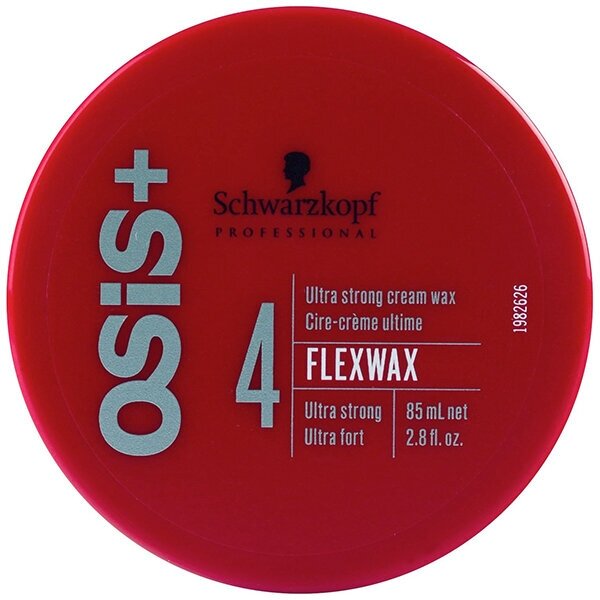 OSiS+
Schwarzkopf
PROFESSIONAL
4
Ultra strong cream wax
Cire-crème ultime
FLEXWAX
Ultra strong
Ultra fort
85 mL net
2.8 fl. oz.
1982626